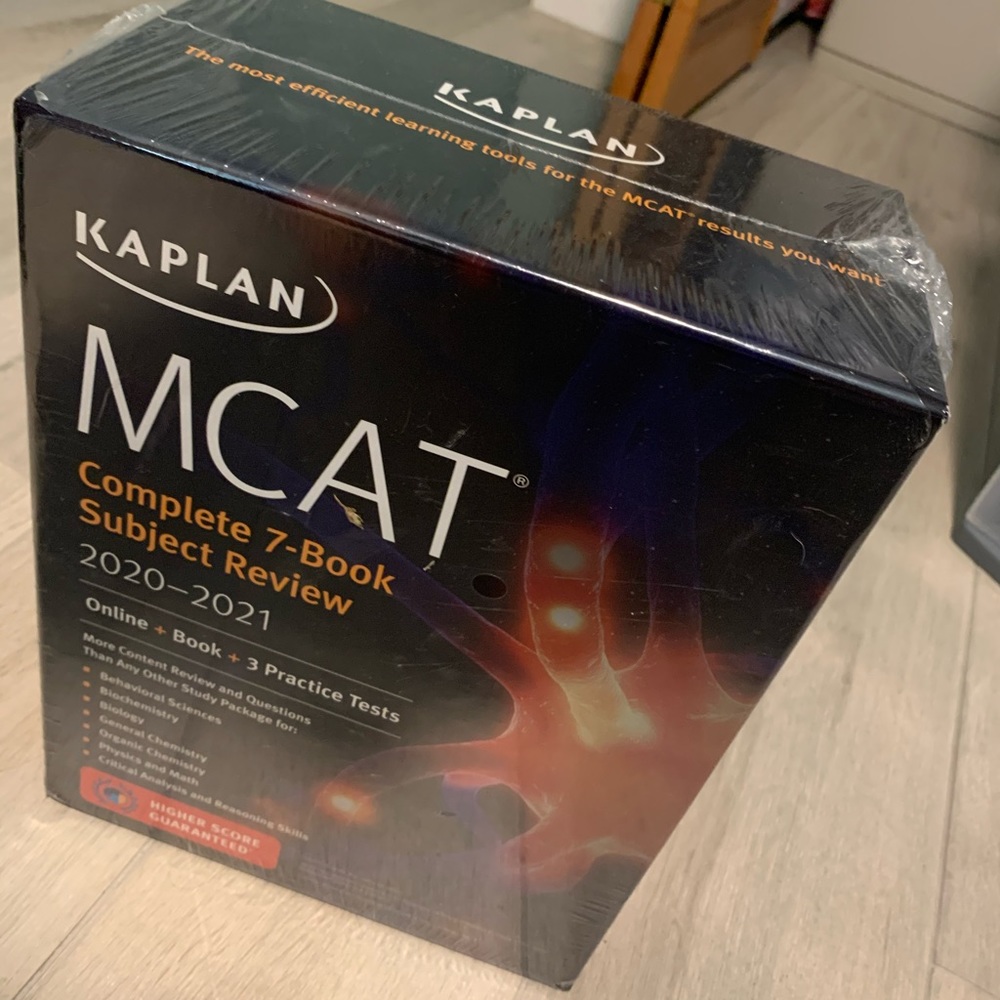 KAPLAN
The most efficient learning tools for the MCAT® results you want
KAPLAN
MCAT®
Complete 7-Book
Subject Review
2020–2021
Online + Book + 3 Practice Tests
More Content Review and Questions
Than Any Other Study Package for:
• Behavioral Sciences
• Biochemistry
• Biology
• General Chemistry
• Organic Chemistry
• Physics and Math
• Critical Analysis and Reasoning Skills
HIGHER SCORE
GUARANTEED*